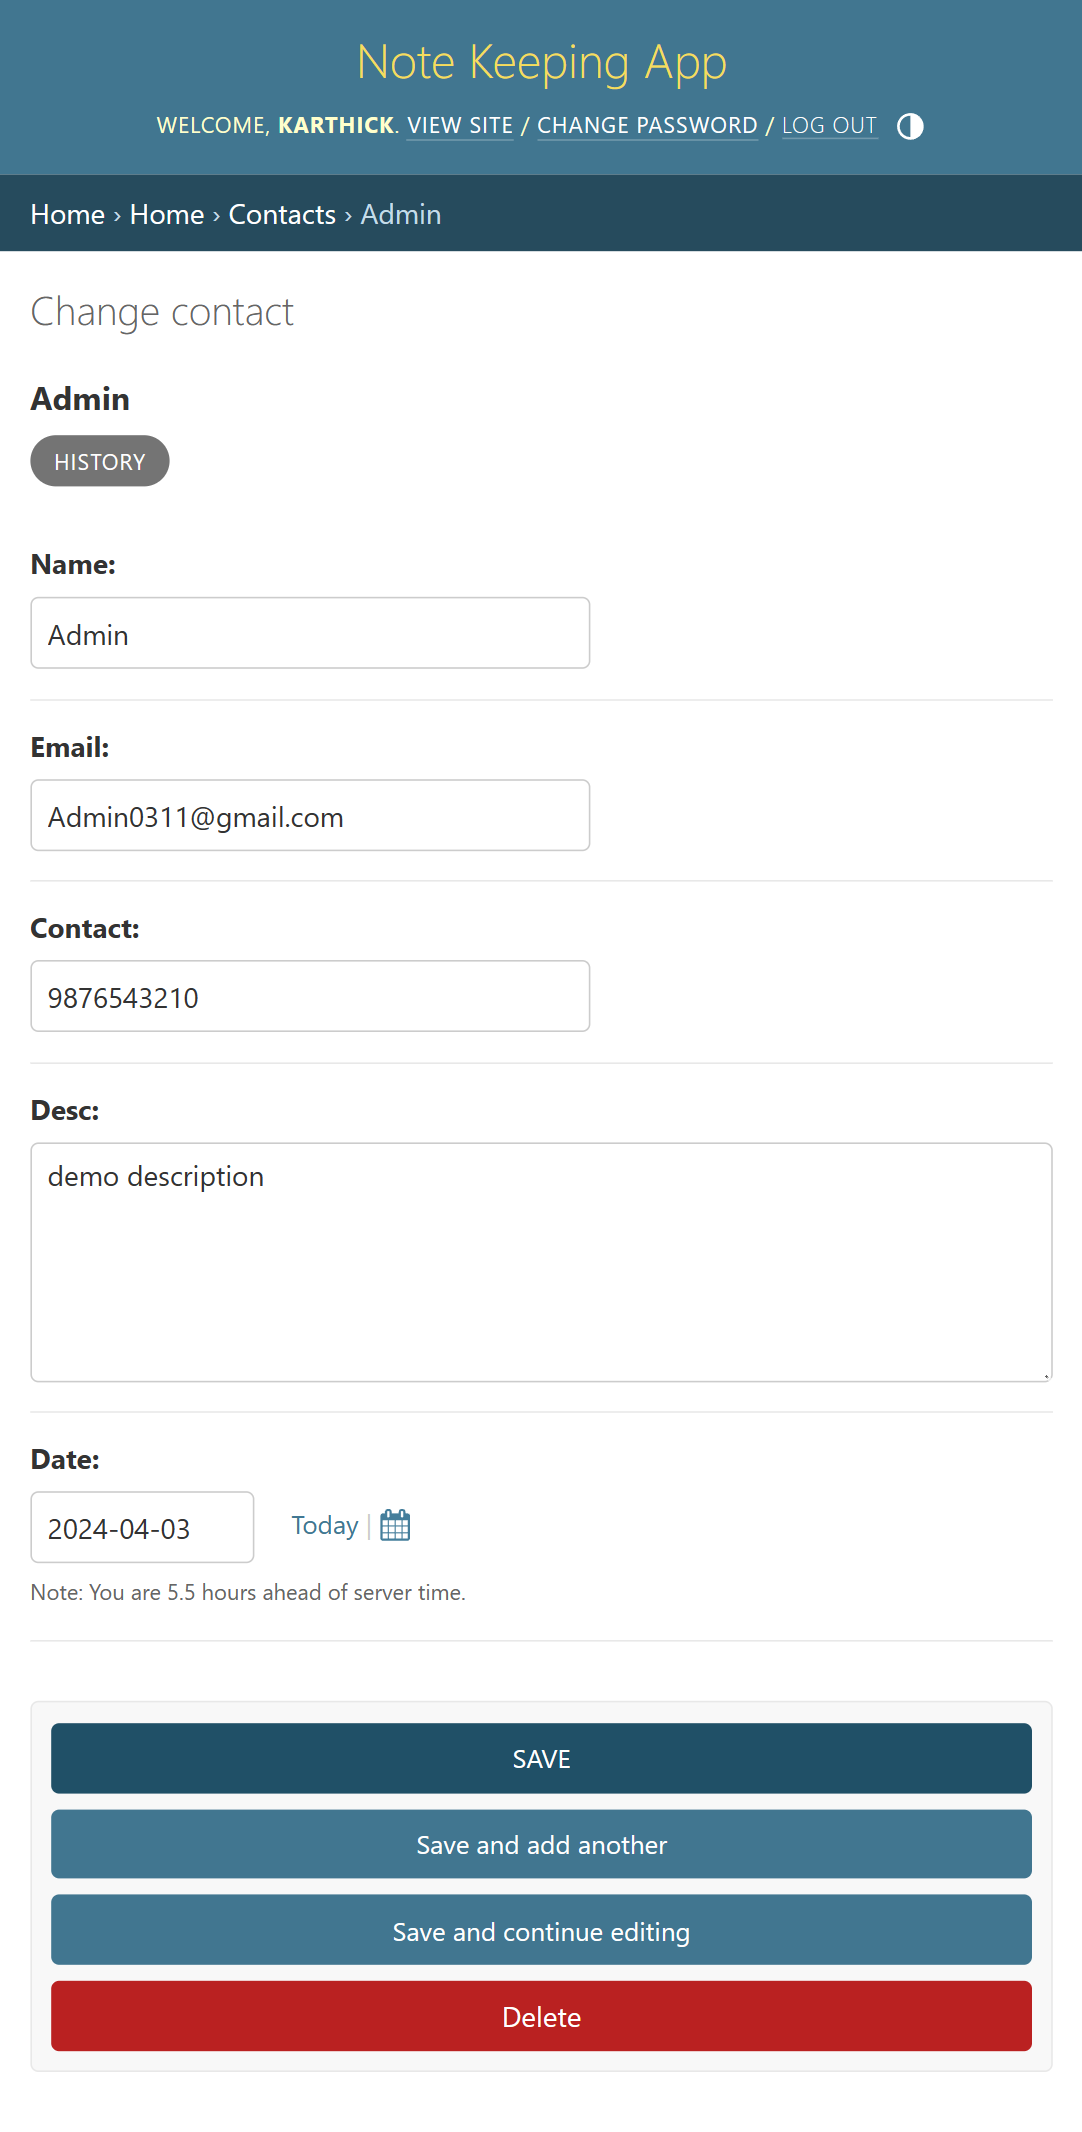 Note Keeping App
WELCOME, KARTHICK. VIEW SITE / CHANGE PASSWORD / LOG OUT
Home › Home › Contacts › Admin
Change contact
Admin
HISTORY
Name:
Admin
Email:
Admin0311@gmail.com
Contact:
9876543210
Desc:
demo description
Date:
2024-04-03 Today |
Note: You are 5.5 hours ahead of server time.
SAVE
Save and add another
Save and continue editing
Delete